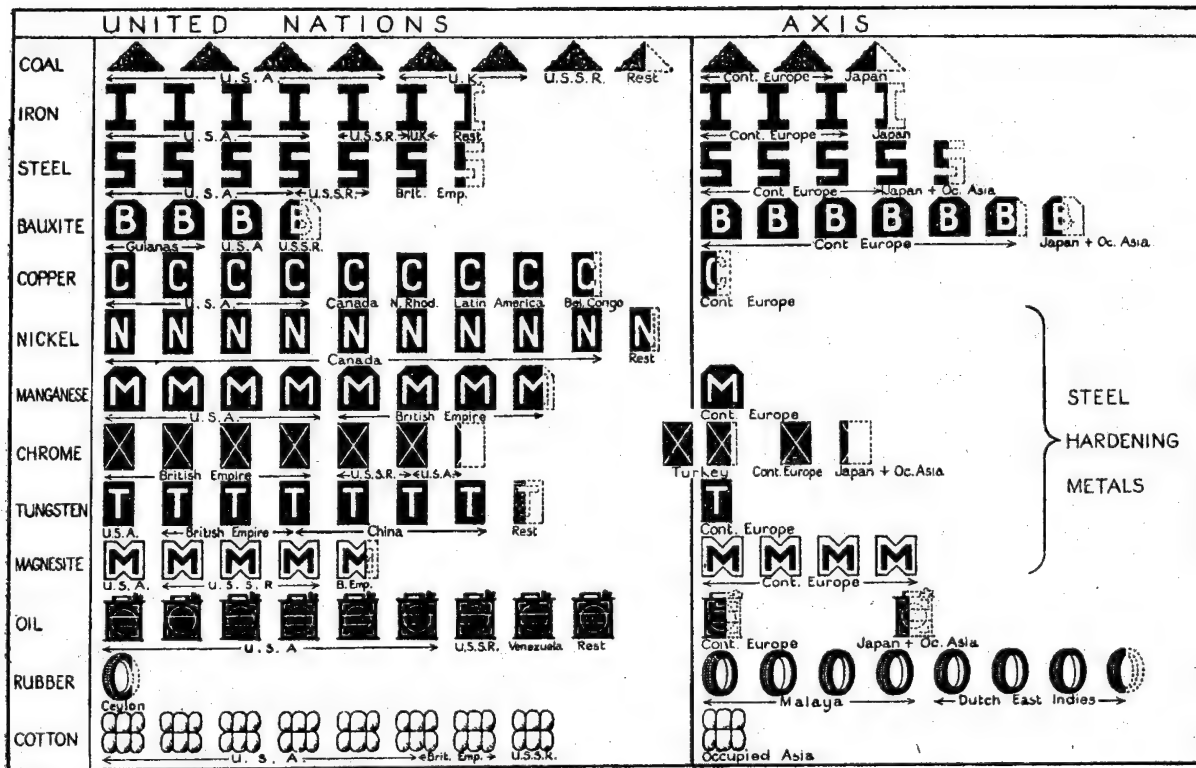 UNITED NATIONS AXIS
COAL
U.S.A. U.K. U.S.S.R. Rest Cont. Europe Japan
IRON I I I I I I I I I I I
U.S.A. U.S.S.R. U.K. Rest Cont. Europe Japan
STEEL S S S S S S S S S S S S
U.S.A. U.S.S.R. Brit. Emp. Cont Europe Japan + Oc. Asia
BAUXITE B B B B B B B B B B B
Guianas U.S.A U.S.S.R. Cont Europe Japan + Oc. Asia
COPPER C C C C C C C C C C
U.S.A. Canada N. Rhod. Latin America Bel. Congo Cont Europe
NICKEL N N N N N N N N N N
Canada Rest
MANGANESE M M M M M M M M M
U.S.A. British Empire Cont. Europe
STEEL
HARDENING
METALS
CHROME
British Empire U.S.S.R. U.S.A. Turkey Cont. Europe Japan + Oc. Asia
TUNGSTEN T T T T T T T T T
U.S.A. British Empire China Rest Cont. Europe
MAGNESITE M M M M M M M M M
U.S.A. U.S.S.R B. Emp. Cont. Europe
OIL
U.S.A U.S.S.R. Venezuela Rest Cont. Europe Japan + Oc. Asia
RUBBER
Ceylon Malaya Dutch East Indies
COTTON
U.S.A Brit. Emp. U.S.S.R. Occupied Asia